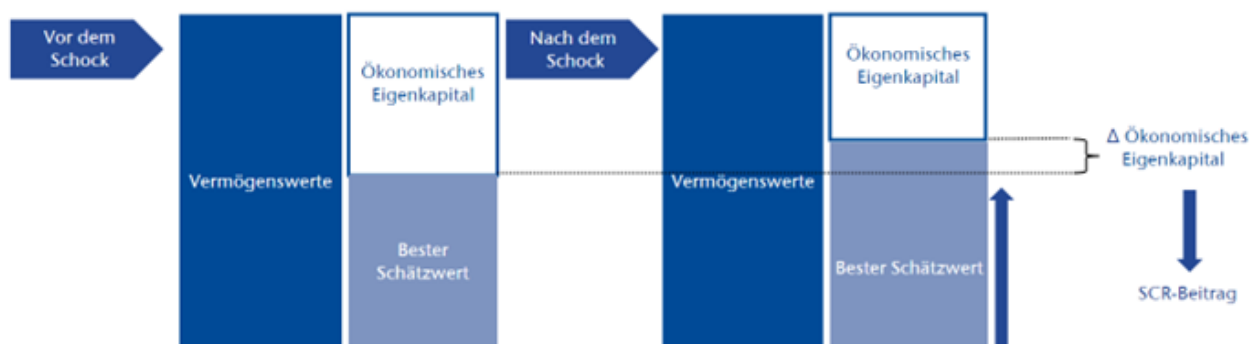 Vor dem
Schock
Vermögenswerte
Ökonomisches
Eigenkapital
Bester
Schätzwert
Nach dem
Schock
Vermögenswerte
Ökonomisches
Eigenkapital
Bester Schätzwert
Δ Ökonomisches
Eigenkapital
SCR-Beitrag